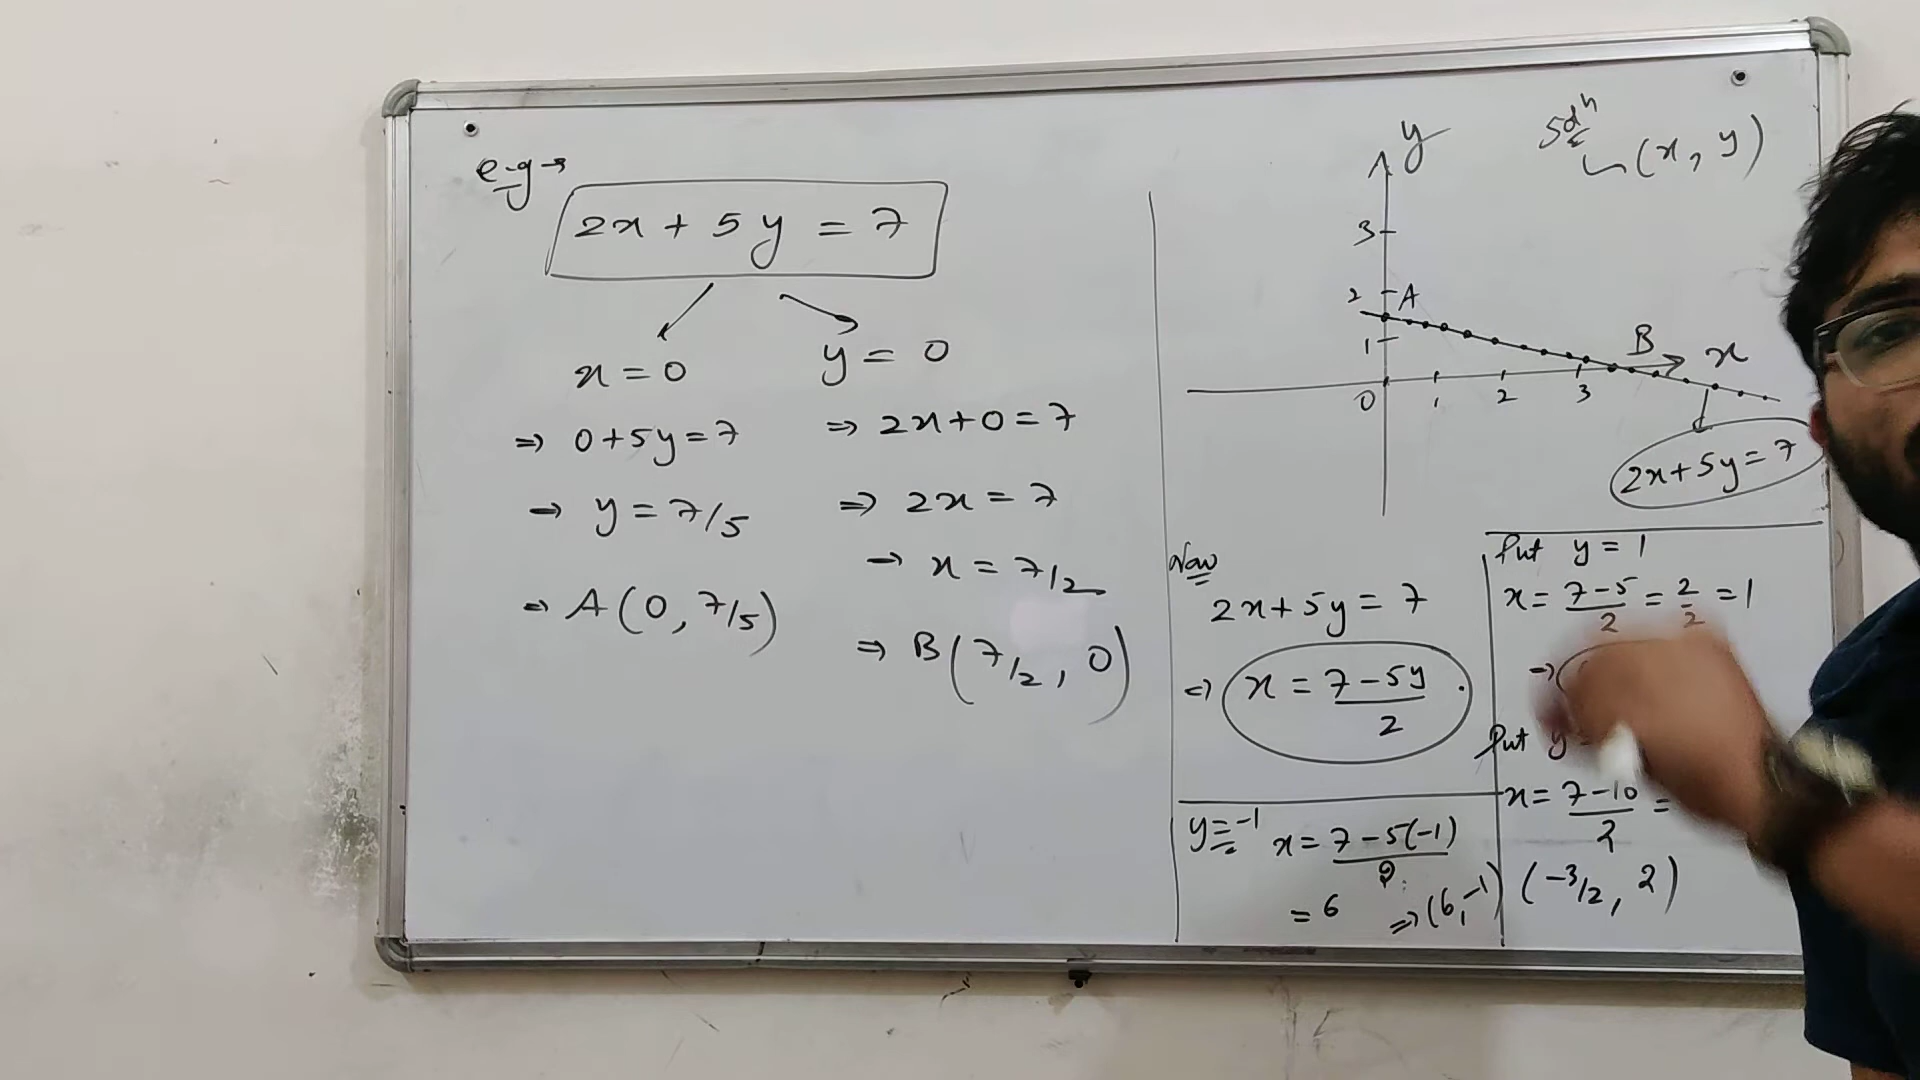 e.g →
2x + 5y = 7
x = 0
⇒ 0+5y=7
→ y = 7/5
⇒ A(0, 7/5)
y = 0
⇒ 2x+0=7
⇒ 2x = 7
→ x = 7/2
⇒ B(7/2, 0)
y
Sol^n
(x, y)
3
2 A
1
B x
0 1 2 3
2x+5y=7
Now
2x+5y=7
⇒ x = 7-5y/2
y=-1 x = 7-5(-1)/2
= 6 ⇒(6,-1)
Put y = 1
x = 7-5/2 = 2/2 = 1
⇒(
Put y
x = 7-10/2 =
(-3/2, 2)